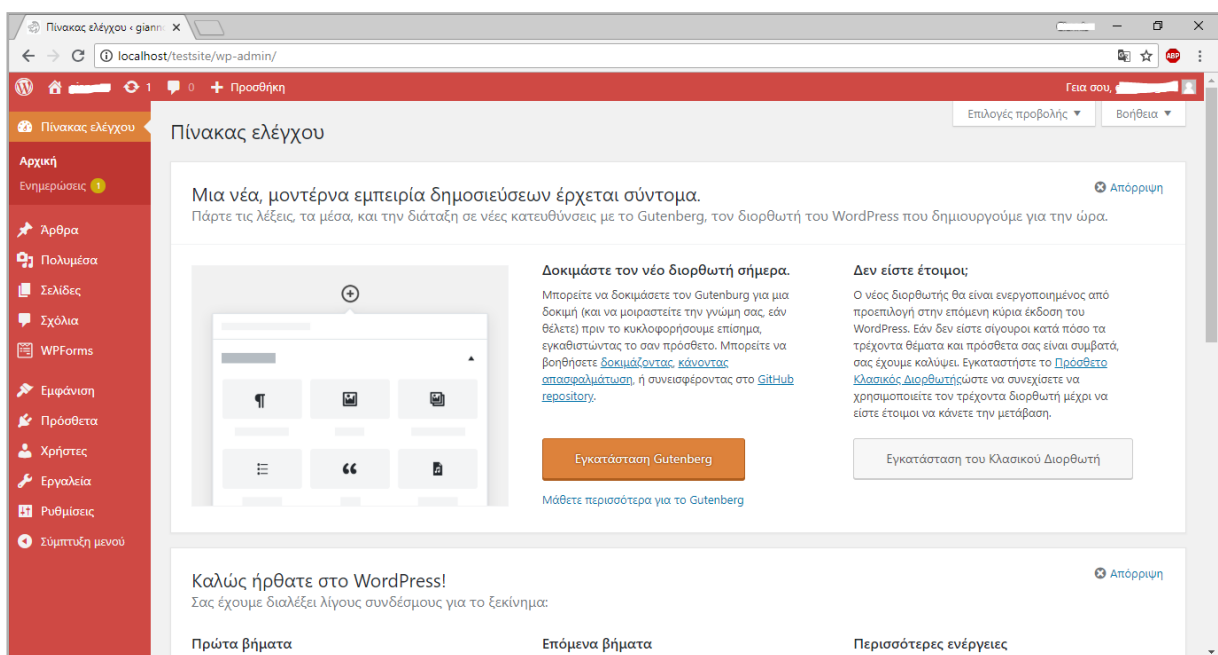 Πίνακας ελέγχου ‹ giann
localhost/testsite/wp-admin/
ABP
1
0
Προσθήκη
Γεια σου,
Πίνακας ελέγχου
Αρχική
Ενημερώσεις 1
Άρθρα
Πολυμέσα
Σελίδες
Σχόλια
WPForms
Εμφάνιση
Πρόσθετα
Χρήστες
Εργαλεία
Ρυθμίσεις
Σύμπτυξη μενού
Επιλογές προβολής
Βοήθεια
Πίνακας ελέγχου
Μια νέα, μοντέρνα εμπειρία δημοσιεύσεων έρχεται σύντομα.
Απόρριψη
Πάρτε τις λέξεις, τα μέσα, και την διάταξη σε νέες κατευθύνσεις με το Gutenberg, τον διορθωτή του WordPress που δημιουργούμε για την ώρα.
Δοκιμάστε τον νέο διορθωτή σήμερα.
Μπορείτε να δοκιμάσετε τον Gutenburg για μια
δοκιμή (και να μοιραστείτε την γνώμη σας, εάν
θέλετε) πριν το κυκλοφορήσουμε επίσημα,
εγκαθιστώντας το σαν πρόσθετο. Μπορείτε να
βοηθήσετε δοκιμάζοντας, κάνοντας
απασφαλμάτωση, ή συνεισφέροντας στο GitHub
repository.
Εγκατάσταση Gutenberg
Μάθετε περισσότερα για το Gutenberg
Δεν είστε έτοιμοι;
Ο νέος διορθωτής θα είναι ενεργοποιημένος από
προεπιλογή στην επόμενη κύρια έκδοση του
WordPress. Εάν δεν είστε σίγουροι κατά πόσο τα
τρέχοντα θέματα και πρόσθετα σας είναι συμβατά,
σας έχουμε καλύψει. Εγκαταστήστε το Πρόσθετο
Κλασικός Διορθωτήςώστε να συνεχίσετε να
χρησιμοποιείτε τον τρέχοντα διορθωτή μέχρι να
είστε έτοιμοι να κάνετε την μετάβαση.
Εγκατάσταση του Κλασικού Διορθωτή
Καλώς ήρθατε στο WordPress!
Απόρριψη
Σας έχουμε διαλέξει λίγους συνδέσμους για το ξεκίνημα:
Πρώτα βήματα
Επόμενα βήματα
Περισσότερες ενέργειες